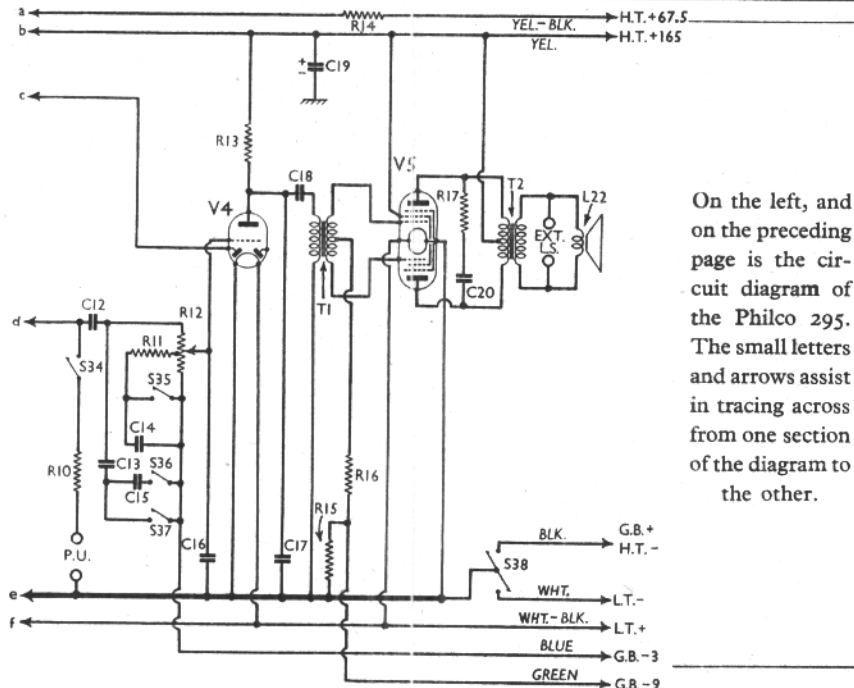 a
R14
YEL.-BLK.
H.T.+67.5
b
YEL.
H.T.+165
+
-
C19
c
R13
C18
V4
V5
R17
T2
L22
EXT.
L.S.
C20
T1
d
C12
R12
R11
S34
S35
C14
C13
S36
R10
C15
S37
P.U.
C16
C17
R15
R16
BLK.
G.B.+
H.T.-
S38
e
WHT.
L.T.-
f
WHT.-BLK.
L.T.+
BLUE
G.B.-3
GREEN
G.B.-9
On the left, and
on the preceding
page is the cir-
cuit diagram of
the Philco 295.
The small letters
and arrows assist
in tracing across
from one section
of the diagram to
the other.